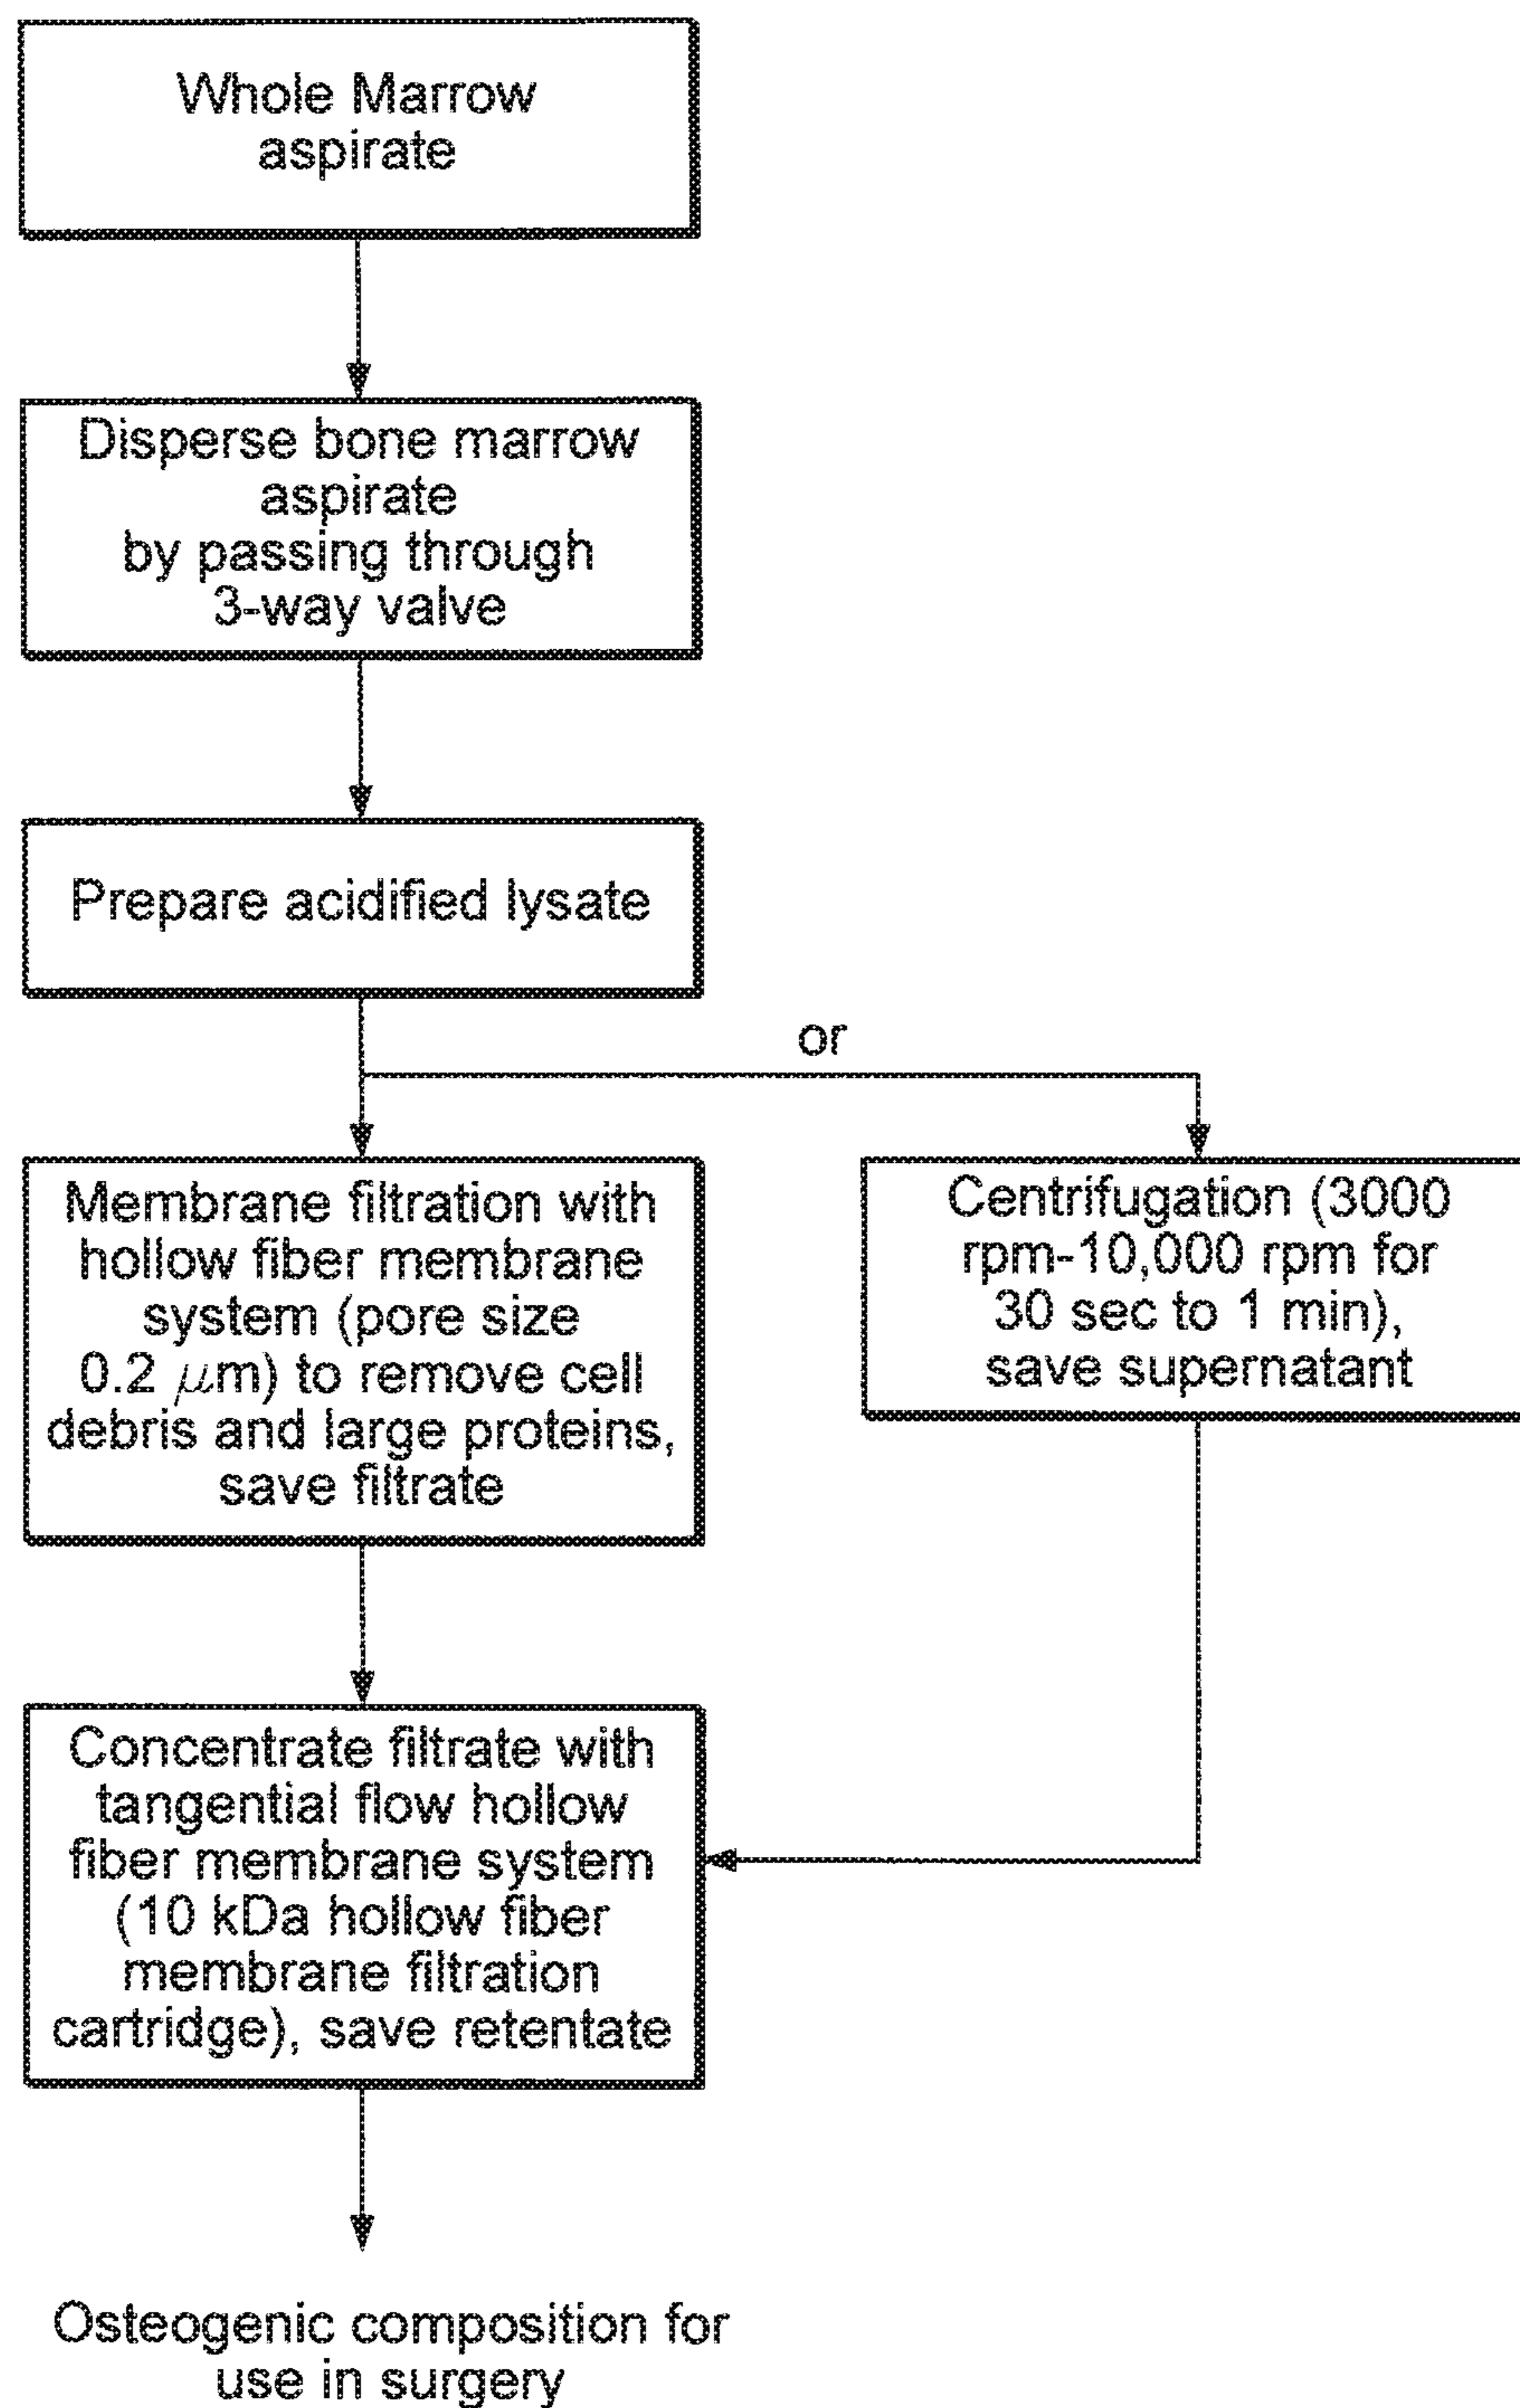 Whole Marrow
aspirate
Disperse bone marrow
aspirate
by passing through
3-way valve
Prepare acidified lysate
or
Membrane filtration with
hollow fiber membrane
system (pore size
0.2 μm) to remove cell
debris and large proteins,
save filtrate
Centrifugation (3000
rpm-10,000 rpm for
30 sec to 1 min),
save supernatant
Concentrate filtrate with
tangential flow hollow
fiber membrane system
(10 kDa hollow fiber
membrane filtration
cartridge), save retentate
Osteogenic composition for
use in surgery